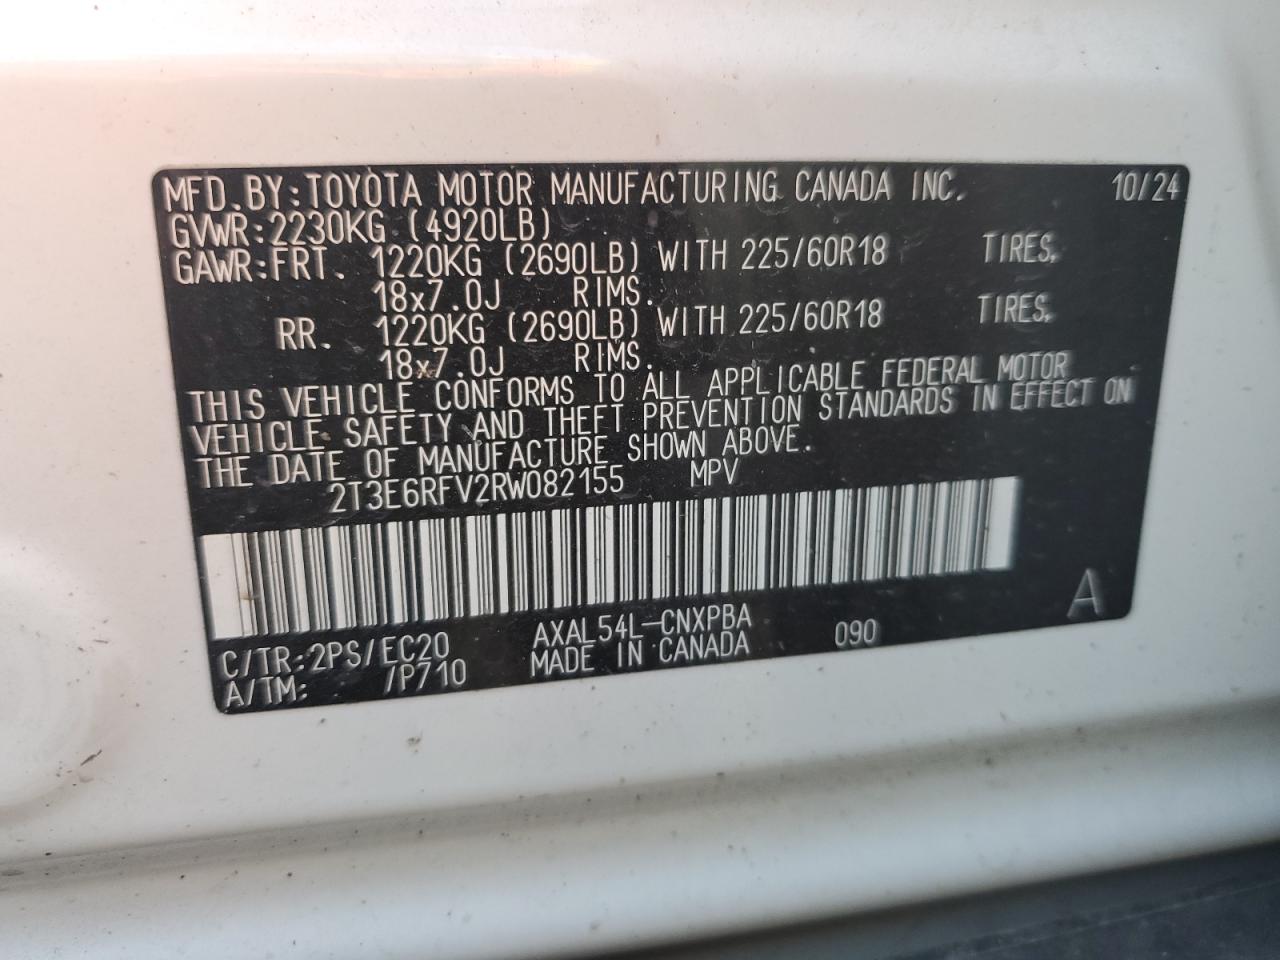 MFD.BY:TOYOTA MOTOR MANUFACTURING CANADA INC. 10/24
GVWR:2230KG (4920LB)
GAWR:FRT. 1220KG (2690LB) WITH 225/60R18 TIRES,
18x7.0J RIMS.
RR. 1220KG (2690LB) WITH 225/60R18 TIRES,
18x7.0J RIMS.
THIS VEHICLE CONFORMS TO ALL APPLICABLE FEDERAL MOTOR
VEHICLE SAFETY AND THEFT PREVENTION STANDARDS IN EFFECT ON
THE DATE OF MANUFACTURE SHOWN ABOVE.
2T3E6RFV2RW082155 MPV
C/TR:2PS/EC20 AXAL54L-CNXPBA 090 A
A/TM: /P710 MADE IN CANADA